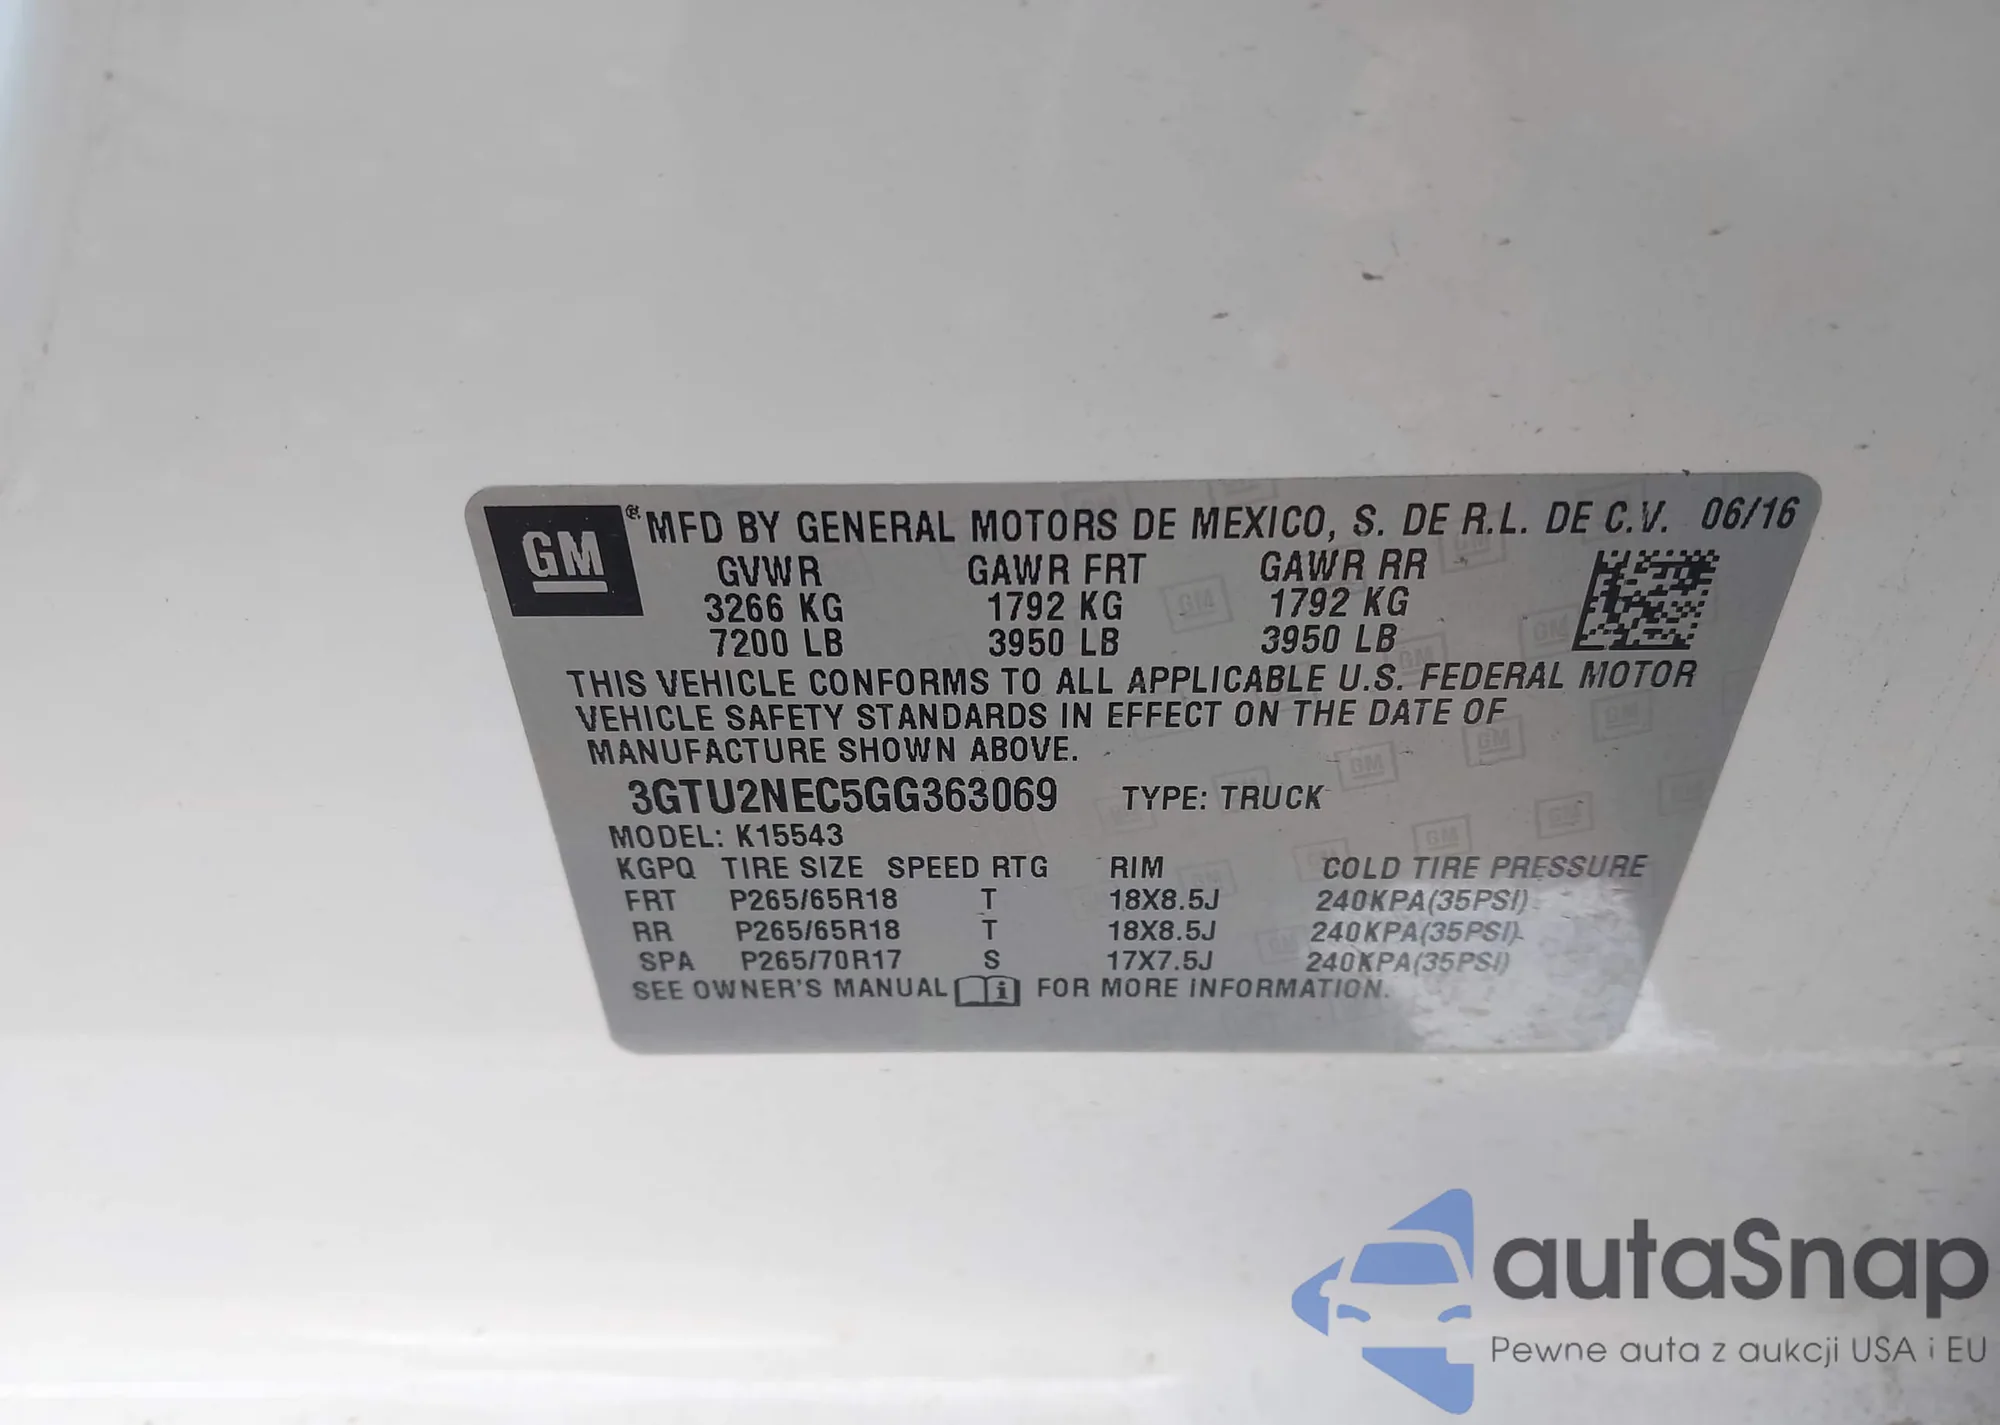 GM
MFD BY GENERAL MOTORS DE MEXICO, S. DE R.L. DE C.V. 06/16
GVWR GAWR FRT GAWR RR
3266 KG 1792 KG 1792 KG
7200 LB 3950 LB 3950 LB
THIS VEHICLE CONFORMS TO ALL APPLICABLE U.S. FEDERAL MOTOR
VEHICLE SAFETY STANDARDS IN EFFECT ON THE DATE OF
MANUFACTURE SHOWN ABOVE.
3GTU2NEC5GG363069 TYPE: TRUCK
MODEL: K15543
KGPQ TIRE SIZE SPEED RTG RIM COLD TIRE PRESSURE
FRT P265/65R18 T 18X8.5J 240KPA(35PSI)
RR P265/65R18 T 18X8.5J 240KPA(35PSI)
SPA P265/70R17 S 17X7.5J 240KPA(35PSI)
SEE OWNER'S MANUAL i FOR MORE INFORMATION.
autaSnap
Pewne auta z aukcji USA i EU